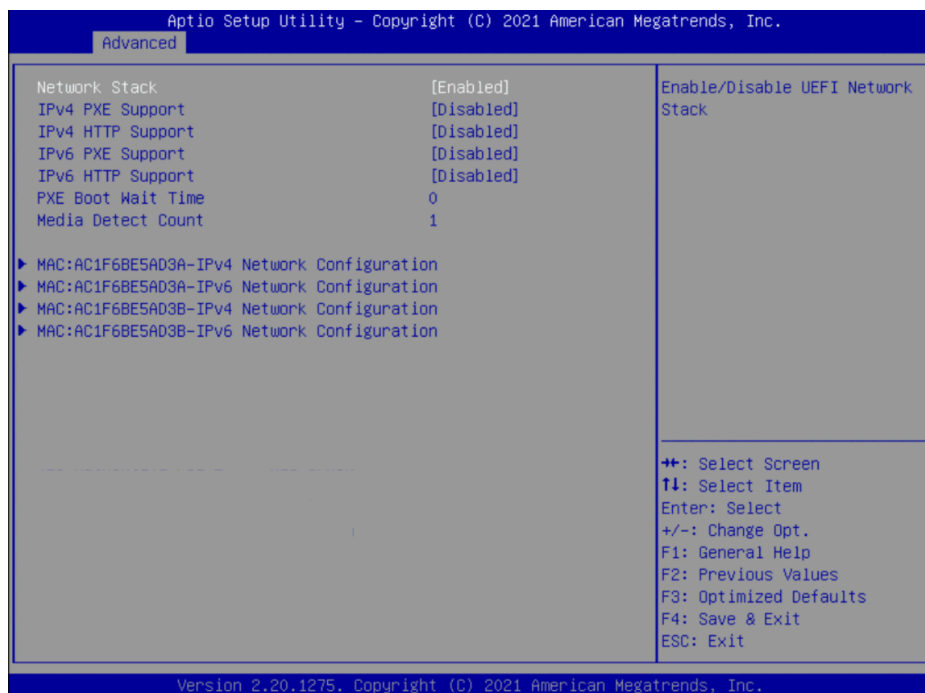 Aptio Setup Utility – Copyright (C) 2021 American Megatrends, Inc.
Advanced
Network Stack [Enabled]
IPv4 PXE Support [Disabled]
IPv4 HTTP Support [Disabled]
IPv6 PXE Support [Disabled]
IPv6 HTTP Support [Disabled]
PXE Boot Wait Time 0
Media Detect Count 1
MAC:AC1F6BE5AD3A-IPv4 Network Configuration
MAC:AC1F6BE5AD3A-IPv6 Network Configuration
MAC:AC1F6BE5AD3B-IPv4 Network Configuration
MAC:AC1F6BE5AD3B-IPv6 Network Configuration
Enable/Disable UEFI Network
Stack
→←: Select Screen
↑↓: Select Item
Enter: Select
+/-: Change Opt.
F1: General Help
F2: Previous Values
F3: Optimized Defaults
F4: Save & Exit
ESC: Exit
Version 2.20.1275. Copyright (C) 2021 American Megatrends, Inc.